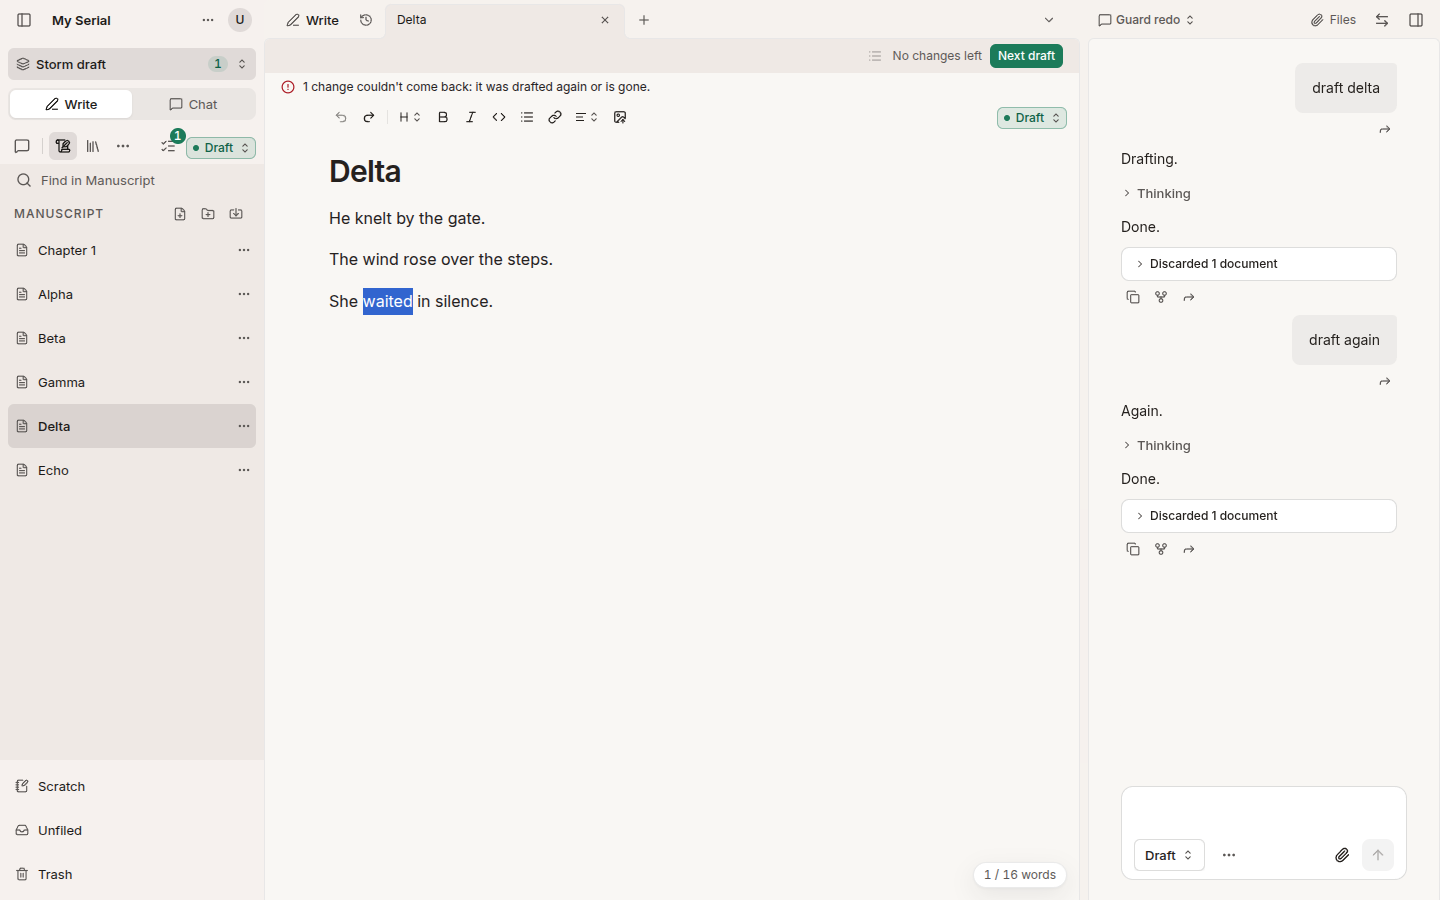 My Serial
U
Storm draft
1
Write
Chat
1
Draft
Find in Manuscript
MANUSCRIPT
Chapter 1
Alpha
Beta
Gamma
Delta
Echo
Scratch
Unfiled
Trash
Write
Delta
No changes left
Next draft
1 change couldn't come back: it was drafted again or is gone.
H
B
I
Draft
Delta
He knelt by the gate.
The wind rose over the steps.
She waited in silence.
1 / 16 words
Guard redo
Files
draft delta
Drafting.
Thinking
Done.
Discarded 1 document
draft again
Again.
Thinking
Done.
Discarded 1 document
Draft